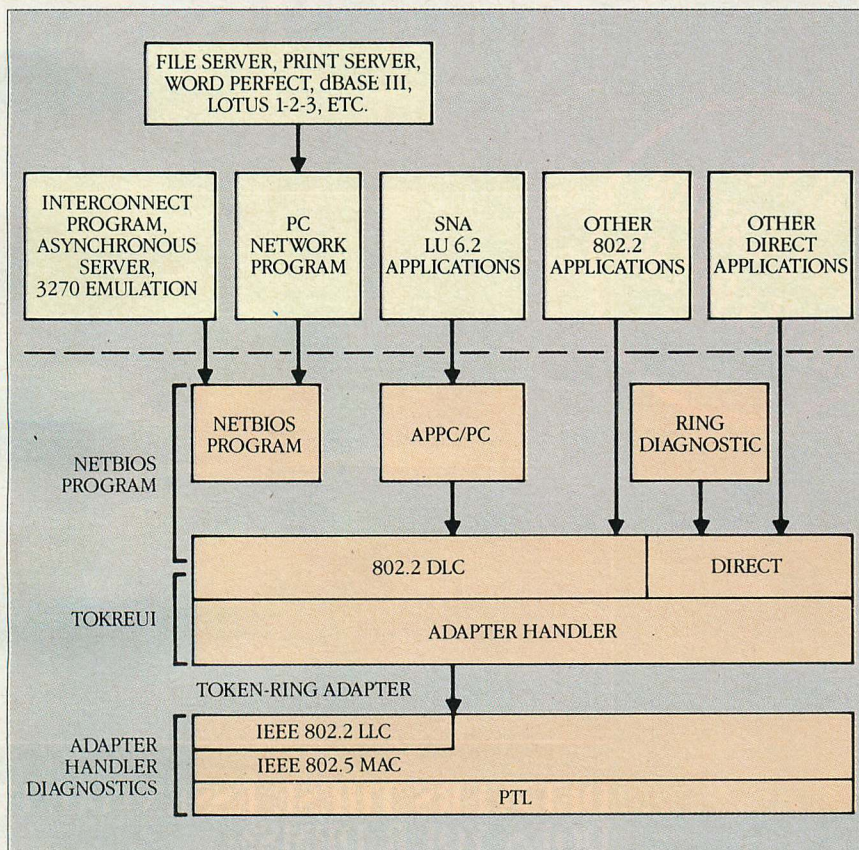 FILE SERVER, PRINT SERVER,
WORD PERFECT, dBASE III,
LOTUS 1-2-3, ETC.
INTERCONNECT
PROGRAM,
ASYNCHRONOUS
SERVER,
3270 EMULATION
PC
NETWORK
PROGRAM
SNA
LU 6.2
APPLICATIONS
OTHER
802.2
APPLICATIONS
OTHER
DIRECT
APPLICATIONS
NETBIOS
PROGRAM
NETBIOS
PROGRAM
APPC/PC
RING
DIAGNOSTIC
802.2 DLC
DIRECT
TOKREUI
ADAPTER HANDLER
TOKEN-RING ADAPTER
ADAPTER
HANDLER
DIAGNOSTICS
IEEE 802.2 LLC
IEEE 802.5 MAC
PTL